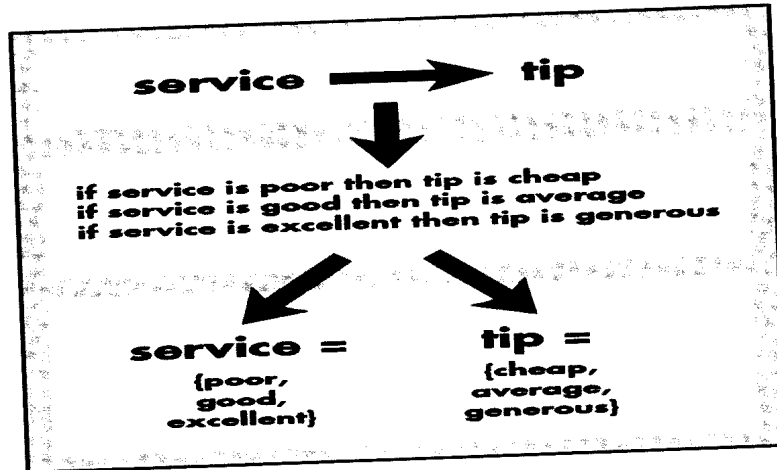 service tip
if service is poor then tip is cheap
if service is good then tip is average
if service is excellent then tip is generous
service =
{poor,
good,
excellent}
tip =
{cheap,
average,
generous}